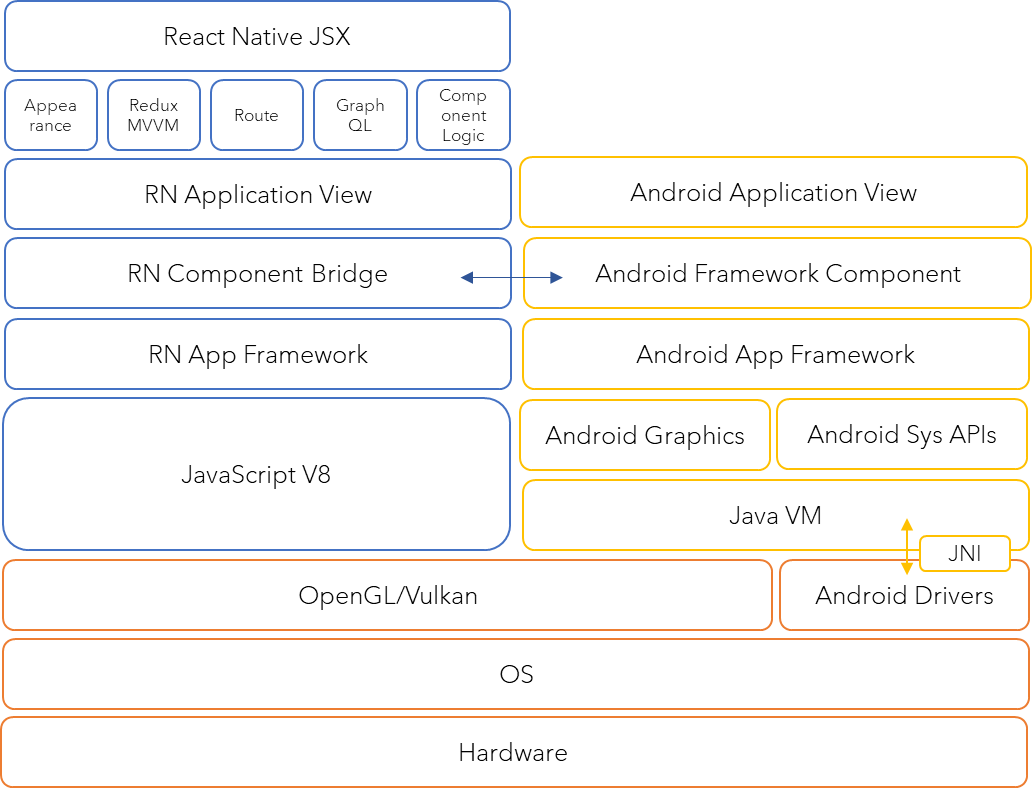 React Native JSX
Appea
rance
Redux
MVVM
Route
Graph
QL
Comp
onent
Logic
RN Application View
Android Application View
RN Component Bridge
Android Framework Component
RN App Framework
Android App Framework
JavaScript V8
Android Graphics
Android Sys APIs
Java VM
JNI
OpenGL/Vulkan
Android Drivers
OS
Hardware